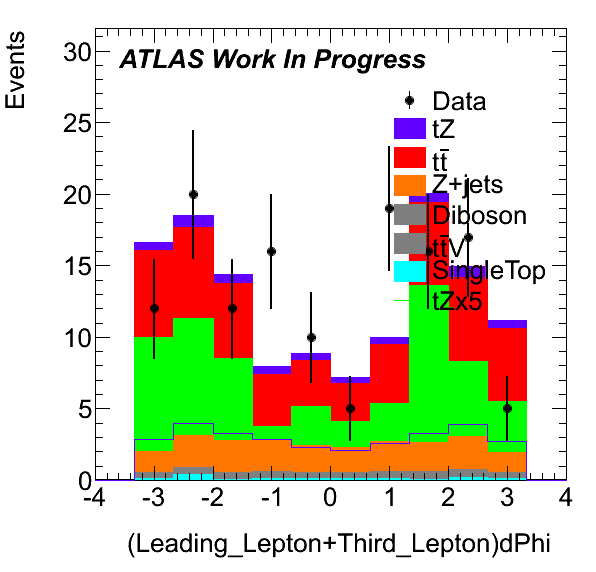 Events
ATLAS Work In Progress
Data
tZ
tt̄
Z+jets
Diboson
tt̄V
SingleTop
tZx5
30
25
20
15
10
5
0
-4 -3 -2 -1 0 1 2 3 4
(Leading_Lepton+Third_Lepton)dPhi